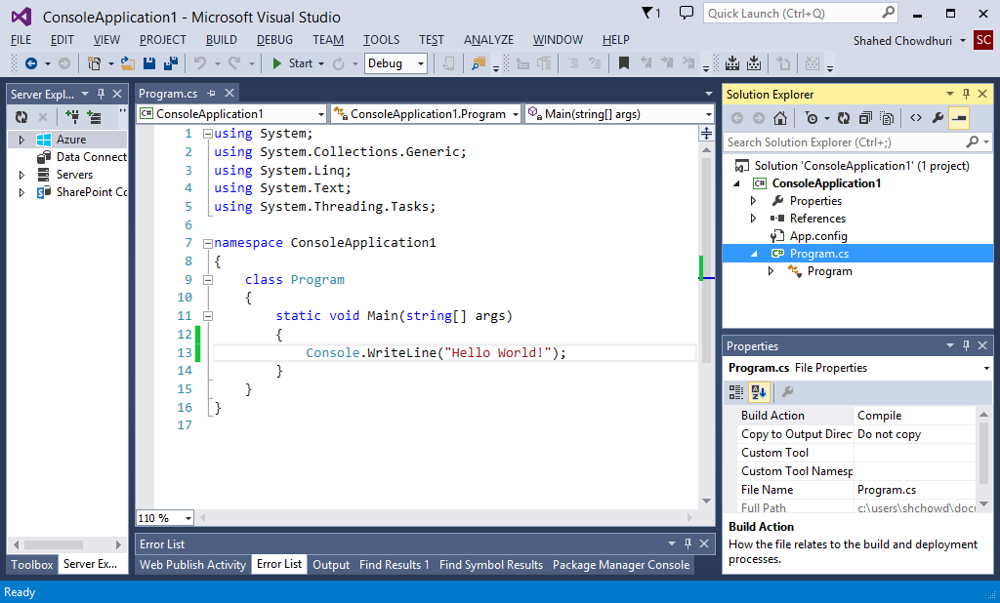 ConsoleApplication1 - Microsoft Visual Studio
1
Quick Launch (Ctrl+Q)
FILE EDIT VIEW PROJECT BUILD DEBUG TEAM TOOLS TEST ANALYZE WINDOW HELP
Shahed Chowdhuri
SC
Start
Debug
Server Expl...
Azure
Data Connect
Servers
SharePoint Co
Toolbox
Server Ex...
Program.cs
C# ConsoleApplication1
ConsoleApplication1.Program
Main(string[] args)
1 using System;
2 using System.Collections.Generic;
3 using System.Linq;
4 using System.Text;
5 using System.Threading.Tasks;
6
7 namespace ConsoleApplication1
8 {
9 class Program
10 {
11 static void Main(string[] args)
12 {
13 Console.WriteLine("Hello World!");
14 }
15 }
16 }
17
110 %
Error List
Web Publish Activity Error List Output Find Results 1 Find Symbol Results Package Manager Console
Solution Explorer
Search Solution Explorer (Ctrl+;)
Solution 'ConsoleApplication1' (1 project)
C# ConsoleApplication1
Properties
References
App.config
C# Program.cs
Program
Properties
Program.cs File Properties
Build Action Compile
Copy to Output Direc Do not copy
Custom Tool
Custom Tool Namesp
File Name Program.cs
Full Path c:\users\shchowd\doc
Build Action
How the file relates to the build and deployment
processes.
Ready